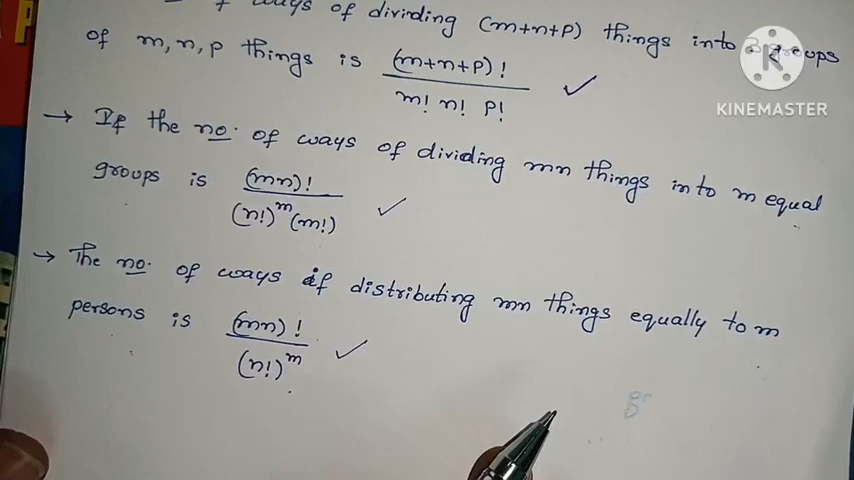 of ways of dividing (m+n+p) things into 3 groups
of m, n, p things is (m+n+p)! / m! n! p! ✓
→ If the no. of ways of dividing mn things into m equal
groups is (mn)! / (n!)^m (m!) ✓
→ The no. of ways if distributing mn things equally to m
persons is (mn)! / (n!)^m ✓
KINEMASTER